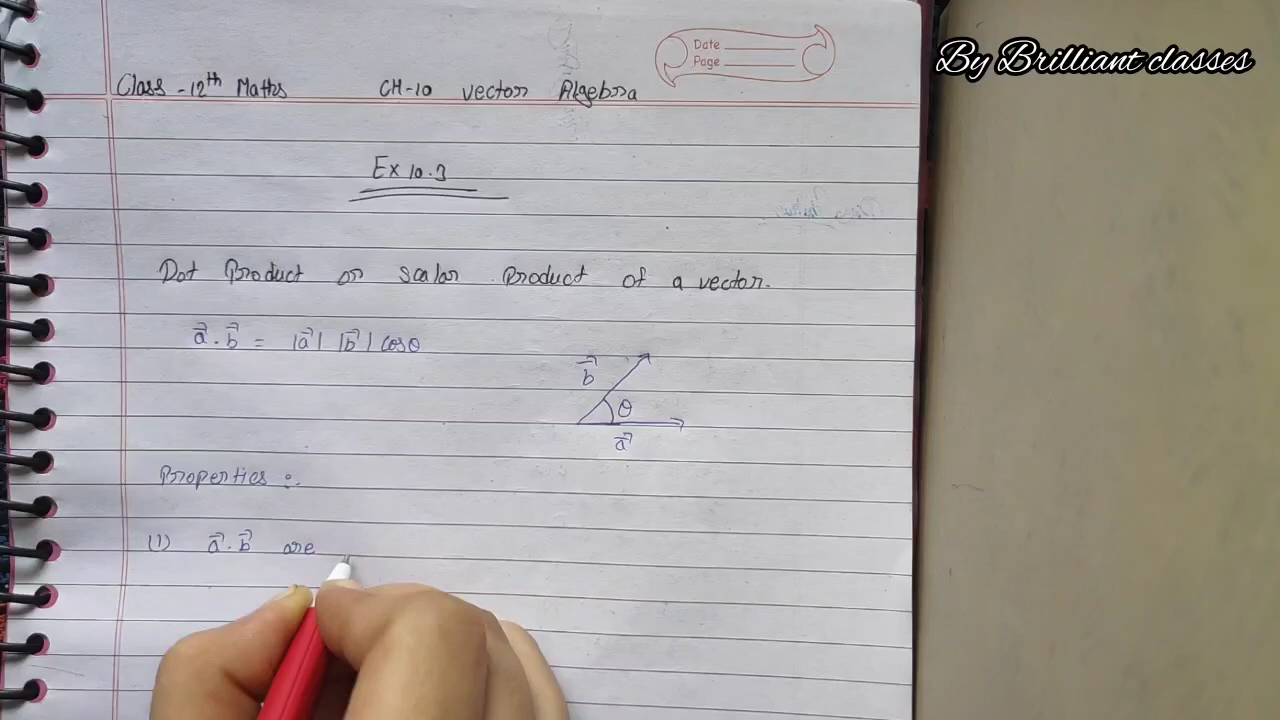 By Brilliant classes
Date
Page
Class - 12th Maths CH-10 vector Algebra
Ex 10.3
Dot Product or scalar Product of a vector.
a⃗ . b⃗ = |a⃗| |b⃗| cosθ
b⃗
θ
a⃗
Properties :-
(1) a⃗ . b⃗ are